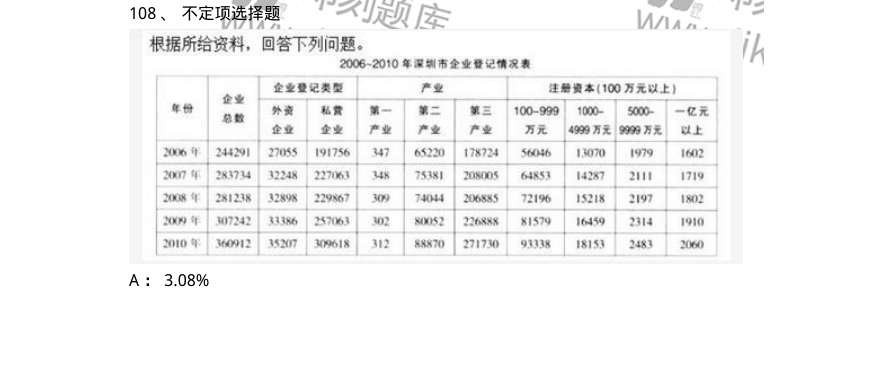 108 、 不定项选择题
刻题库
根据所给资料，回答下列问题。
2006~2010 年深圳市企业登记情况表
年份 企业总数 企业登记类型 产业 注册资本(100 万元以上)
外资企业 私营企业 第一产业 第二产业 第三产业 100~999 万元 1000~4999 万元 5000~9999 万元 一亿元以上
2006 年 244291 27055 191756 347 65220 178724 56046 13070 1979 1602
2007 年 283734 32248 227063 348 75381 208005 64853 14287 2111 1719
2008 年 281238 32898 229867 309 74044 206885 72196 15218 2197 1802
2009 年 307242 33386 257063 302 80052 226888 81579 16459 2314 1910
2010 年 360912 35207 309618 312 88870 271730 93338 18153 2483 2060
A： 3.08%